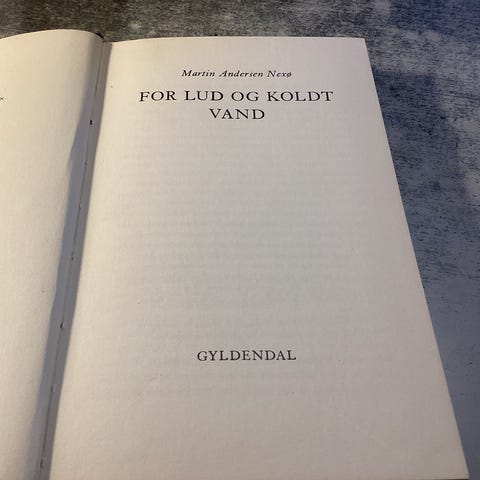 Martin Andersen Nexø
FOR LUD OG KOLDT
VAND
GYLDENDAL